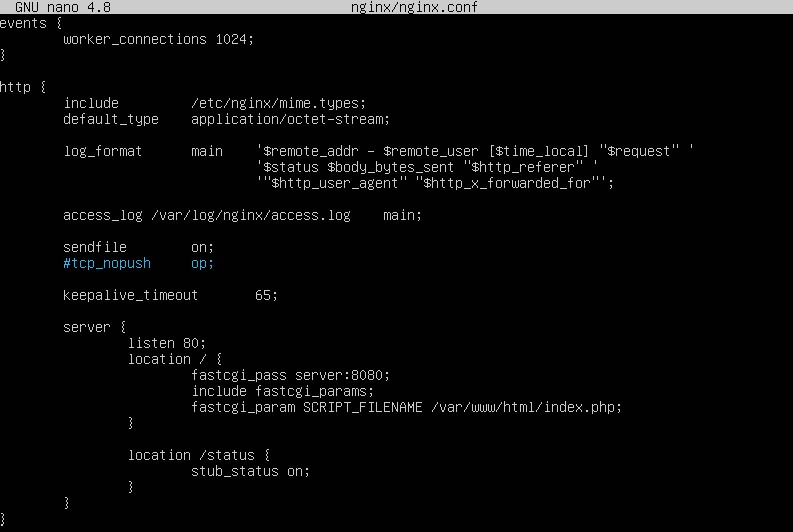 GNU nano 4.8 nginx/nginx.conf
events {
worker_connections 1024;
}
http {
include /etc/nginx/mime.types;
default_type application/octet-stream;
log_format main '$remote_addr - $remote_user [$time_local] "$request" '
'$status $body_bytes_sent "$http_referer" '
'"$http_user_agent" "$http_x_forwarded_for"';
access_log /var/log/nginx/access.log main;
sendfile on;
#tcp_nopush op;
keepalive_timeout 65;
server {
listen 80;
location / {
fastcgi_pass server:8080;
include fastcgi_params;
fastcgi_param SCRIPT_FILENAME /var/www/html/index.php;
}
location /status {
stub_status on;
}
}
}